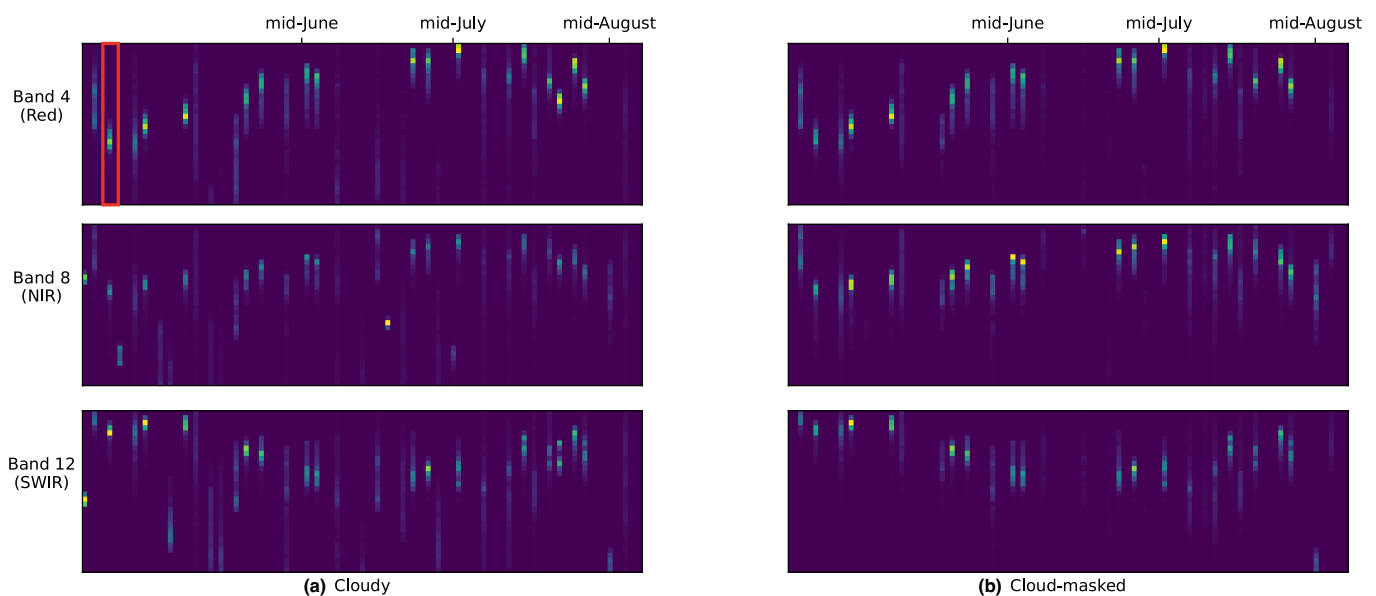 mid-June mid-July mid-August mid-June mid-July mid-August
Band 4
(Red)
Band 8
(NIR)
Band 12
(SWIR)
(a) Cloudy
(b) Cloud-masked